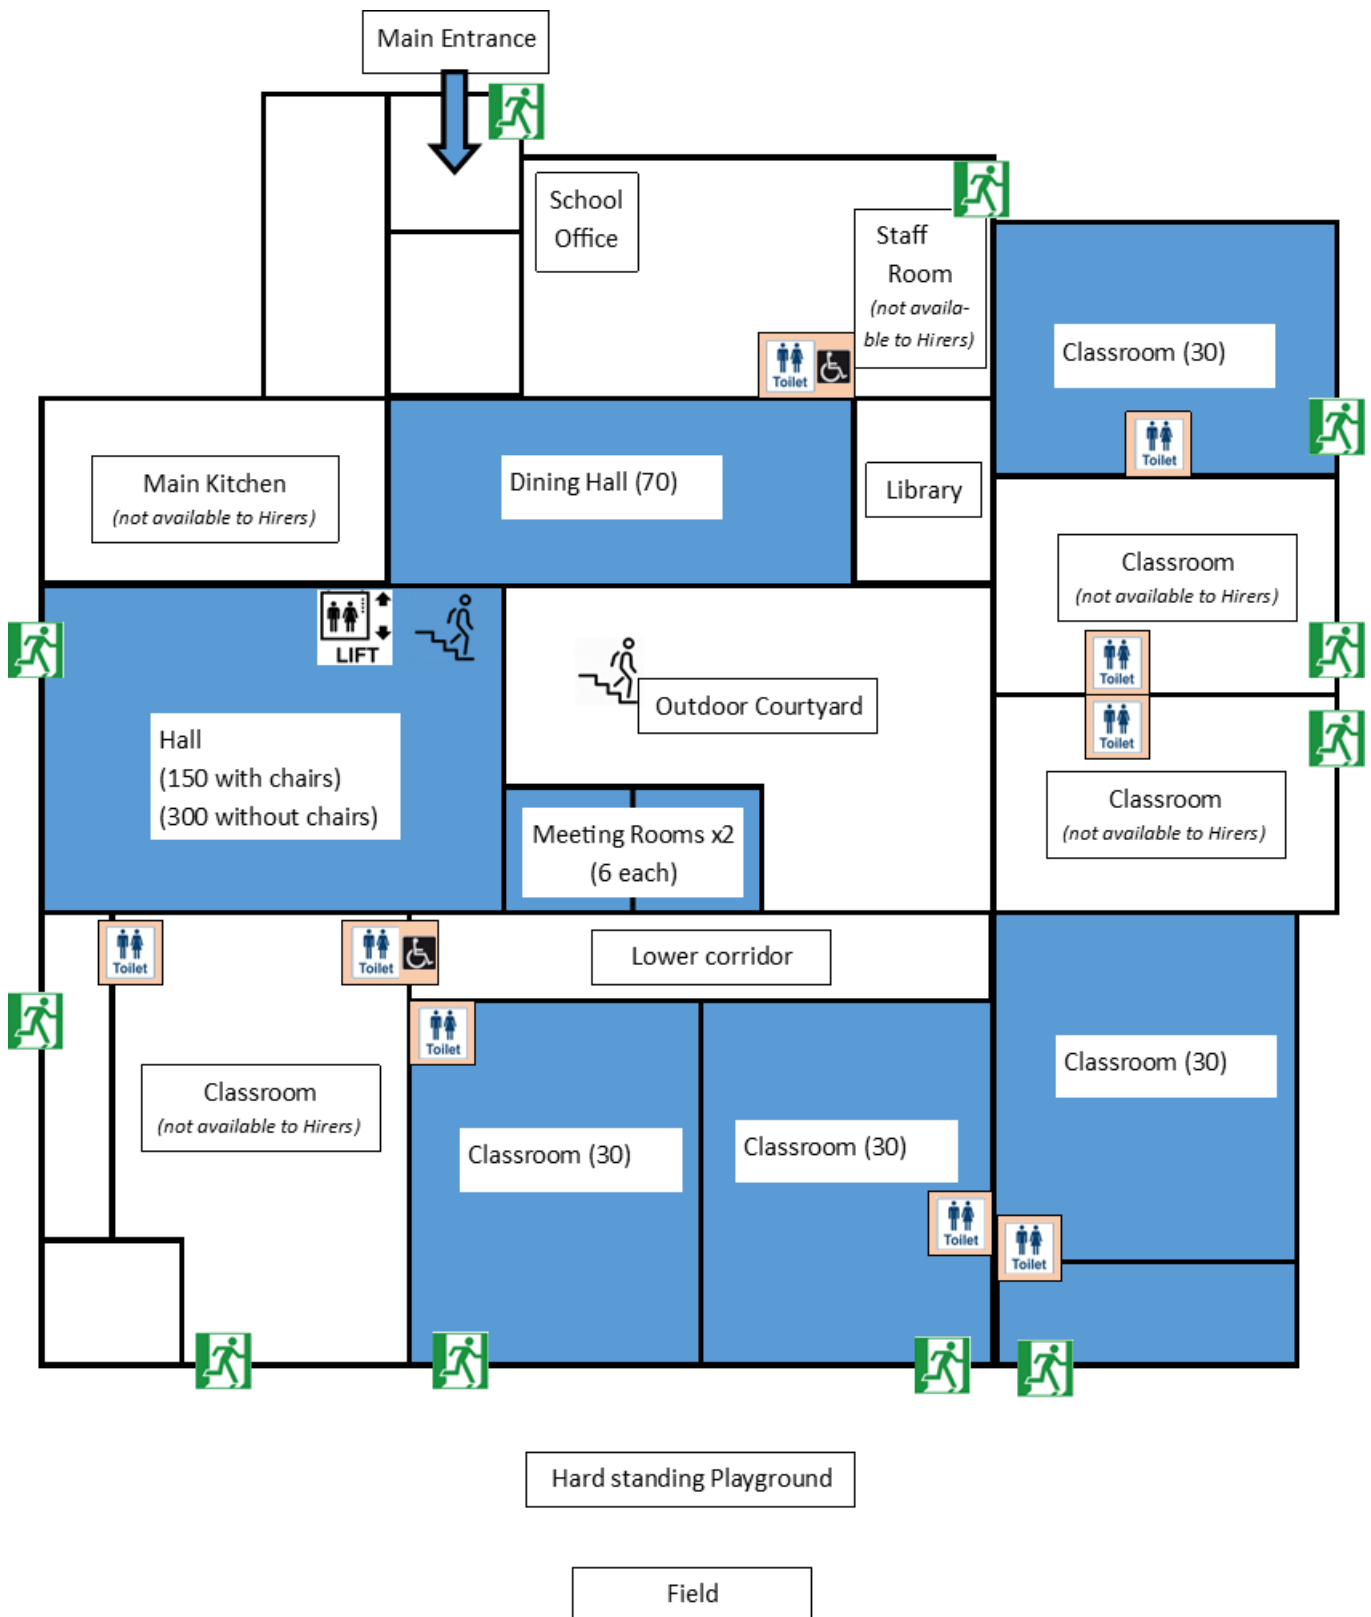 Main Entrance
School
Office
Staff
Room
(not availa-
ble to Hirers)
Toilet
Classroom (30)
Toilet
Main Kitchen
(not available to Hirers)
Dining Hall (70)
Library
Classroom
(not available to Hirers)
Toilet
LIFT
Outdoor Courtyard
Toilet
Hall
(150 with chairs)
(300 without chairs)
Classroom
(not available to Hirers)
Meeting Rooms x2
(6 each)
Toilet
Toilet
Lower corridor
Toilet
Classroom (30)
Classroom
(not available to Hirers)
Classroom (30)
Classroom (30)
Toilet
Toilet
Hard standing Playground
Field